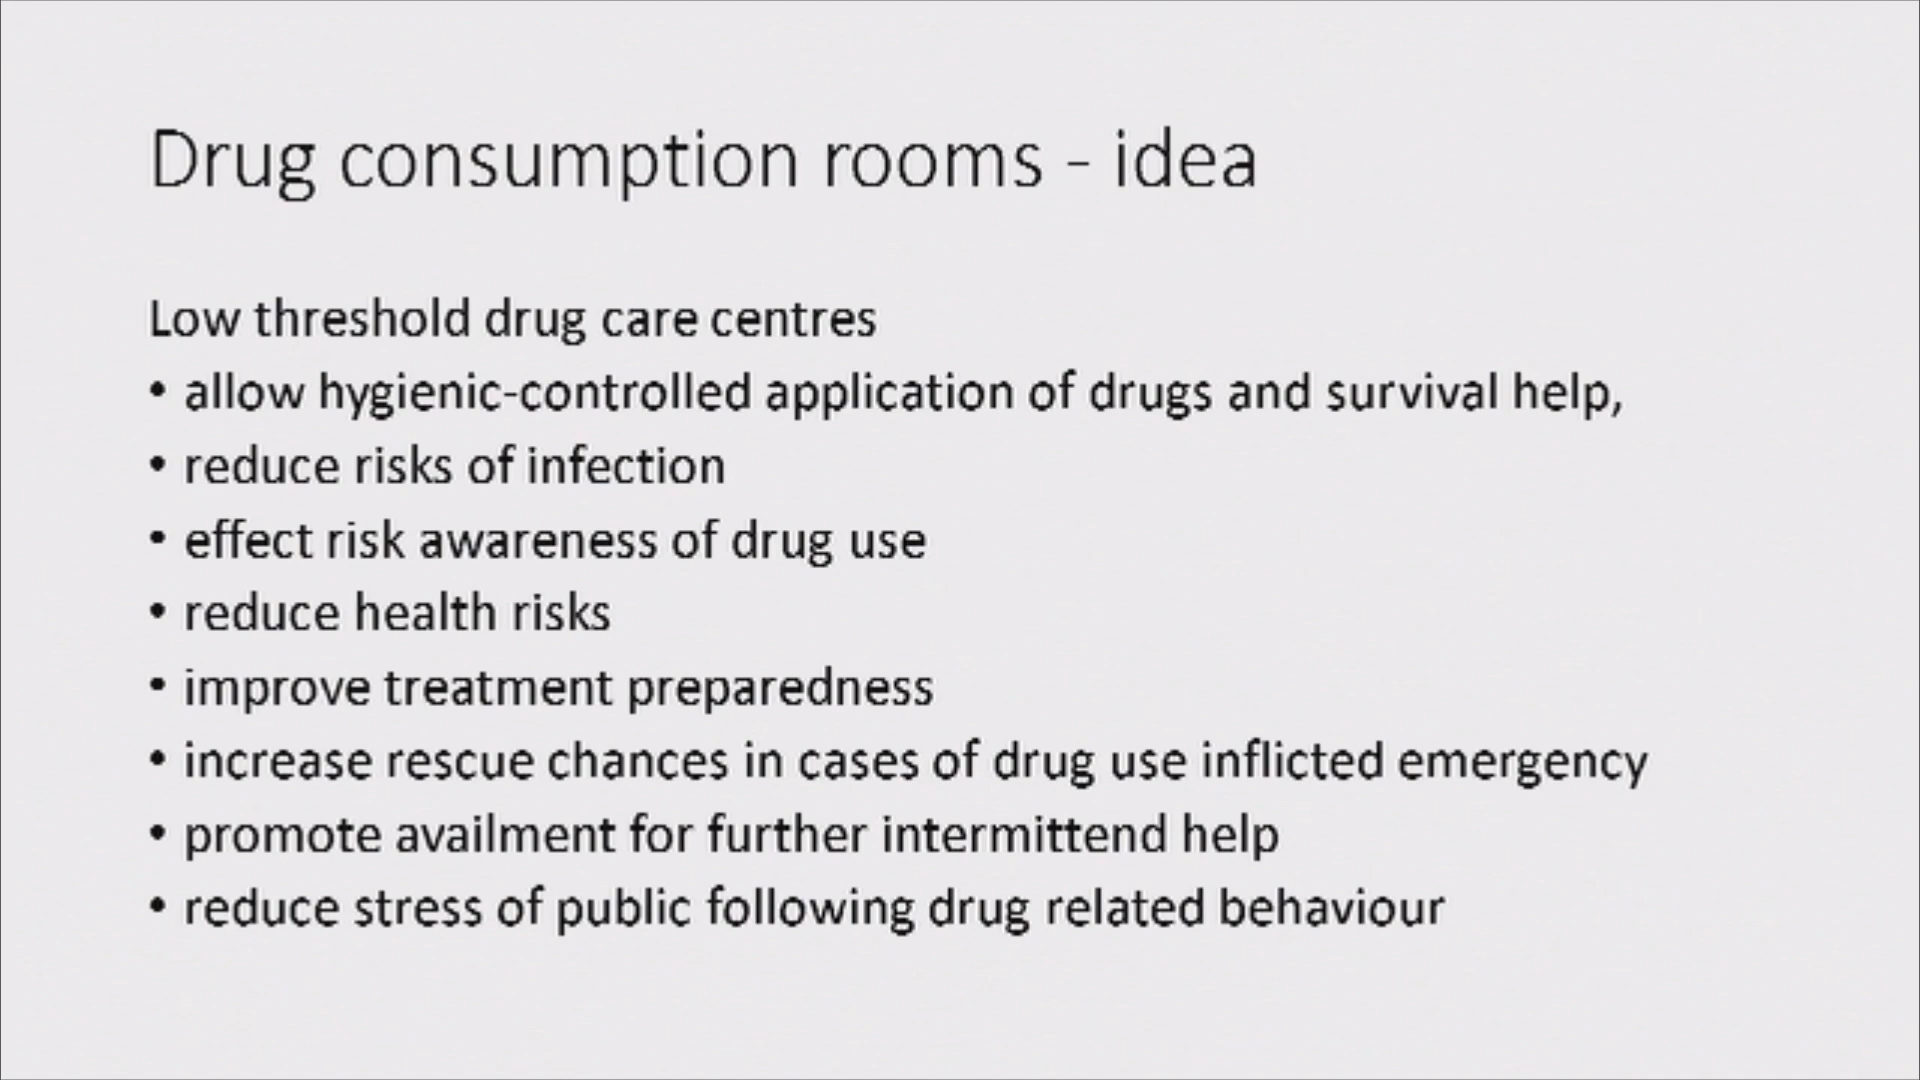 Drug consumption rooms - idea
Low threshold drug care centres
• allow hygienic-controlled application of drugs and survival help,
• reduce risks of infection
• effect risk awareness of drug use
• reduce health risks
• improve treatment preparedness
• increase rescue chances in cases of drug use inflicted emergency
• promote availment for further intermittend help
• reduce stress of public following drug related behaviour